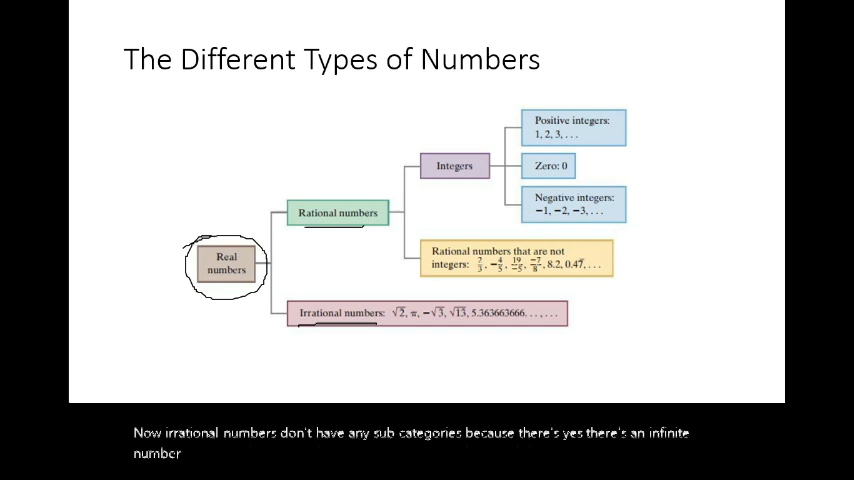 The Different Types of Numbers
Positive integers:
1, 2, 3, . . .
Integers
Zero: 0
Negative integers:
−1, −2, −3, . . .
Rational numbers
Rational numbers that are not
integers: 2/3, −4/5, 19/−5, −7/8, 8.2, 0.47̅, . . .
Real
numbers
Irrational numbers: √2, π, −√3, √13, 5.363663666. . . , . . .
Now irrational numbers don't have any sub categories because there's yes there's an infinite
number